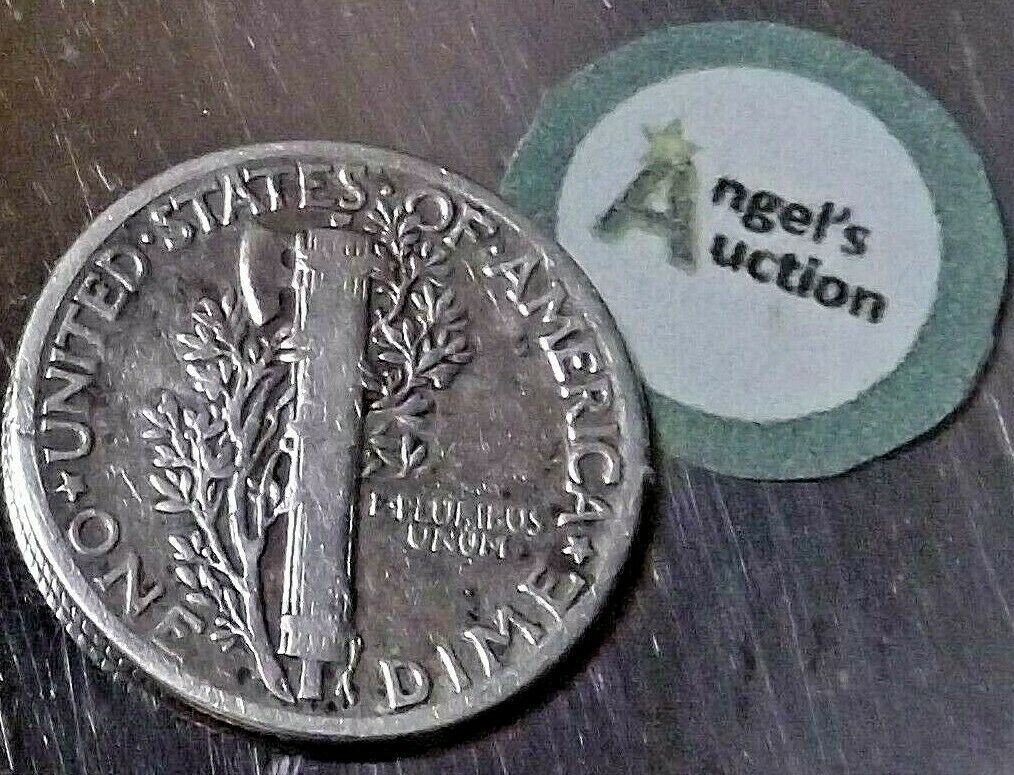 UNITED·STATES·OF·AMERICA
E·PLURIBUS
UNUM
ONE DIME
Angel's
Auction